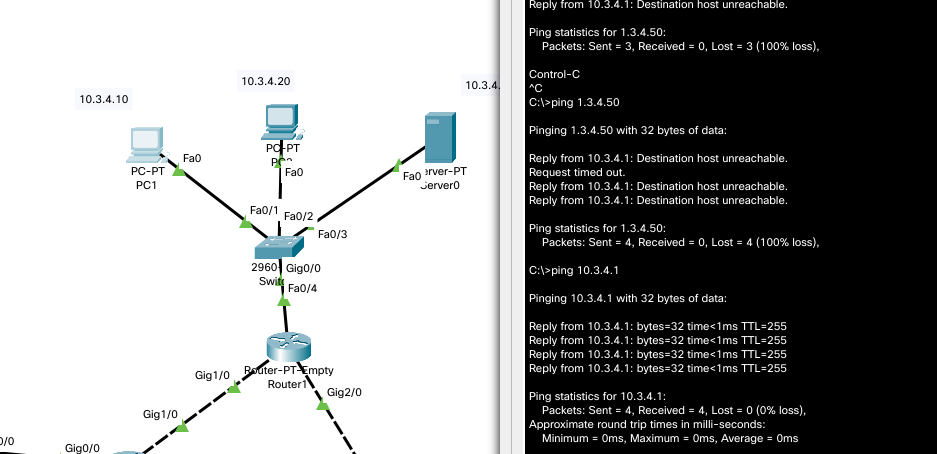 10.3.4.10
10.3.4.20
10.3.4.
PC-PT
PC1
Fa0
PC-PT
Fa0
Fa0
erver-PT
Server0
Fa0/1
Fa0/2
Fa0/3
2960-
Gig0/0
Fa0/4
Router-PT-Empty
Router1
Gig1/0
Gig2/0
Gig1/0
Gig0/0
0/0
Reply from 10.3.4.1: Destination host unreachable.
Ping statistics for 1.3.4.50:
Packets: Sent = 3, Received = 0, Lost = 3 (100% loss),
Control-C
^C
C:\>ping 1.3.4.50
Pinging 1.3.4.50 with 32 bytes of data:
Reply from 10.3.4.1: Destination host unreachable.
Request timed out.
Reply from 10.3.4.1: Destination host unreachable.
Reply from 10.3.4.1: Destination host unreachable.
Ping statistics for 1.3.4.50:
Packets: Sent = 4, Received = 0, Lost = 4 (100% loss),
C:\>ping 10.3.4.1
Pinging 10.3.4.1 with 32 bytes of data:
Reply from 10.3.4.1: bytes=32 time<1ms TTL=255
Reply from 10.3.4.1: bytes=32 time<1ms TTL=255
Reply from 10.3.4.1: bytes=32 time<1ms TTL=255
Reply from 10.3.4.1: bytes=32 time<1ms TTL=255
Ping statistics for 10.3.4.1:
Packets: Sent = 4, Received = 4, Lost = 0 (0% loss),
Approximate round trip times in milli-seconds:
Minimum = 0ms, Maximum = 0ms, Average = 0ms